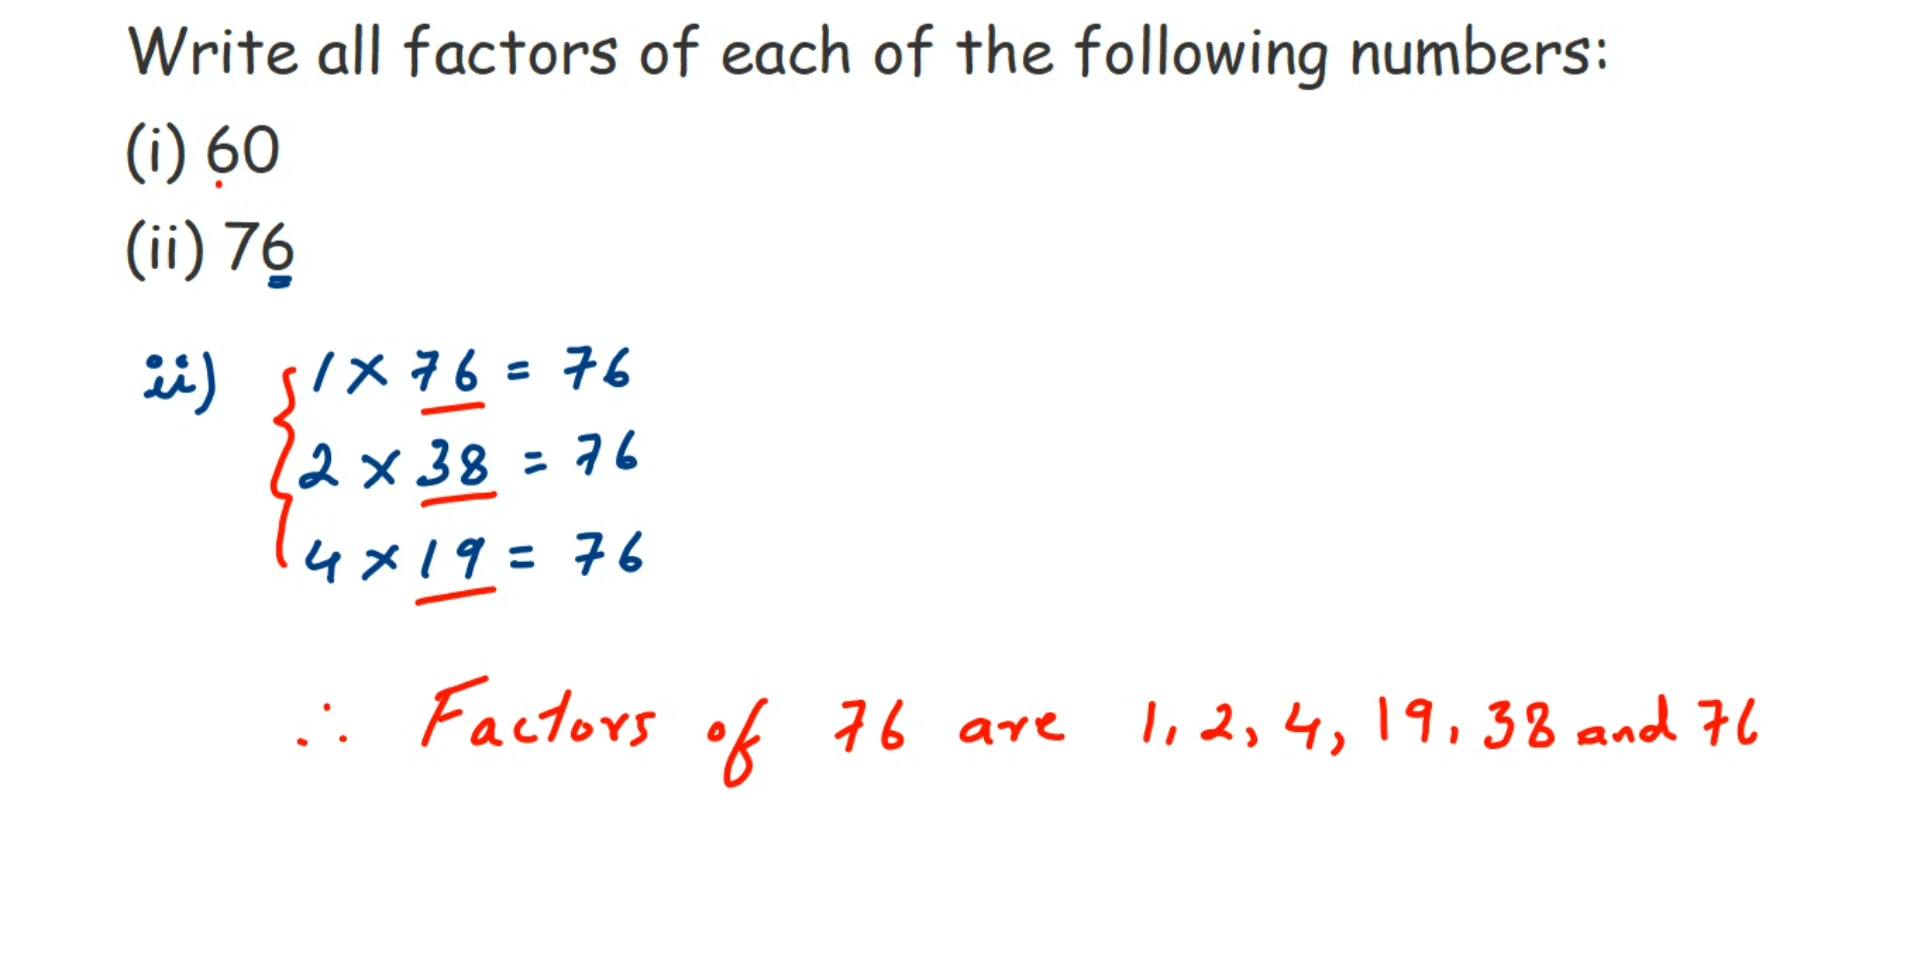 Write all factors of each of the following numbers:
(i) 60
(ii) 76
ii) 1 × 76 = 76
2 × 38 = 76
4 × 19 = 76
∴ Factors of 76 are 1, 2, 4, 19, 38 and 76